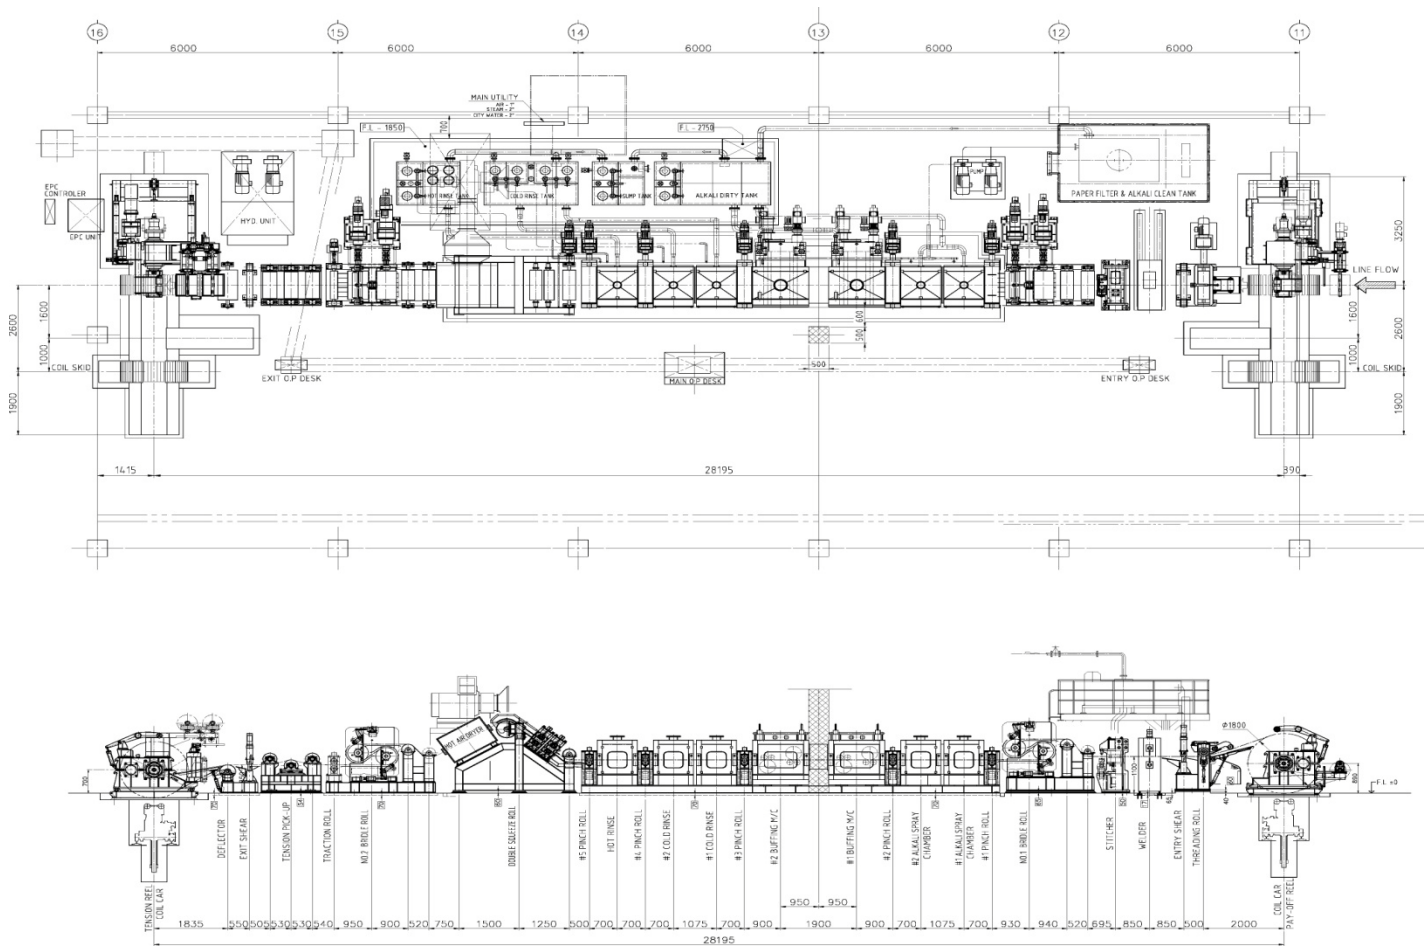 16
15
14
13
12
11
6000
6000
6000
6000
6000
MAIN UTILITY
AIR - 1"
STEAM - 2"
CITY WATER - 2"
F.L - 1850
700
F.L - 2750
EPC
CONTROLER
EPC UNIT
HYD. UNIT
HOT RINSE TANK
COLD RINSE TANK
SUMP TANK
ALKALI DIRTY TANK
PUMP
PAPER FILTER & ALKALI CLEAN TANK
3250
LINE FLOW
2600
1600
1000
1900
COIL SKID
EXIT O.P DESK
MAIN O.P DESK
600
500
500
ENTRY O.P DESK
1600
1000
2600
1900
COIL SKID
1415
28195
390
HOT AIR DRYER
Ø1800
700
1100
860
F.L ±0
TENSION REEL
COIL CAR
DEFLECTOR
EXIT SHEAR
TENSION PICK-UP
TRACTION ROLL
NO.2 BRIDLE ROLL
DOUBLE SQUEEZE ROLL
#5 PINCH ROLL
HOT RINSE
#4 PINCH ROLL
#2 COLD RINSE
#1 COLD RINSE
#3 PINCH ROLL
#2 BUFFING M/C
#1 BUFFING M/C
#2 PINCH ROLL
#2 ALKALI SPRAY
CHAMBER
#1 ALKALI SPRAY
CHAMBER
#1 PINCH ROLL
NO.1 BRIDLE ROLL
STITCHER
WELDER
ENTRY SHEAR
THREADING ROLL
COIL CAR
PAY-OFF REEL
950
950
1835
550
505
530
530
540
950
900
520
750
1500
1250
500
700
700
1075
700
900
1900
900
700
1075
700
930
940
520
695
850
850
500
2000
28195